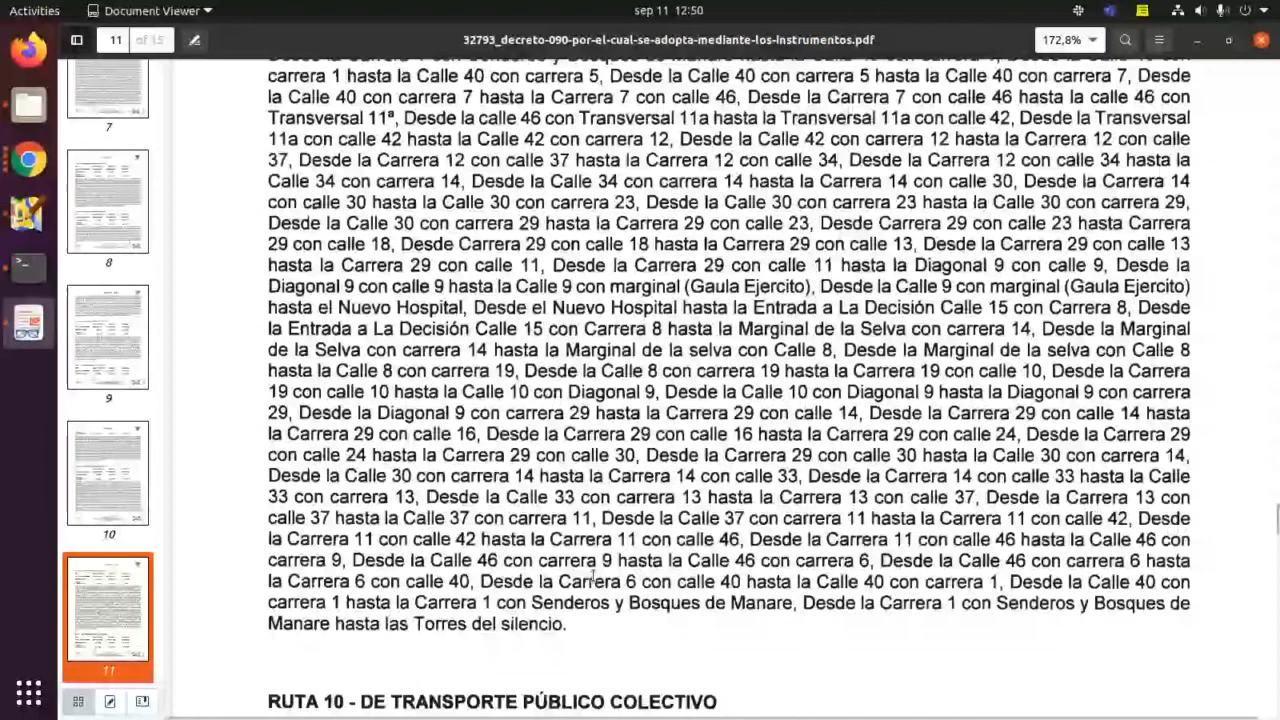 Activities
Document Viewer
sep 11 12:50
11
of 15
172,8%
7
8
9
10
11
carrera 1 hasta la Calle 40 con carrera 5, Desde la Calle 40 con carrera 5 hasta la Calle 40 con carrera 7, Desde
la Calle 40 con carrera 7 hasta la Carrera 7 con calle 46, Desde la Carrera 7 con calle 46 hasta la calle 46 con
Transversal 11ª, Desde la calle 46 con Transversal 11a hasta la Transversal 11a con calle 42, Desde la Transversal
11a con calle 42 hasta la Calle 42 con carrera 12, Desde la Calle 42 con carrera 12 hasta la Carrera 12 con calle
37, Desde la Carrera 12 con calle 37 hasta la Carrera 12 con calle 34, Desde la Carrera 12 con calle 34 hasta la
Calle 34 con carrera 14, Desde la Calle 34 con carrera 14 hasta la Carrera 14 con calle 30, Desde la Carrera 14
con calle 30 hasta la Calle 30 con carrera 23, Desde la Calle 30 con carrera 23 hasta la Calle 30 con carrera 29,
Desde la Calle 30 con carrera 29 hasta la Carrera 29 con calle 23, Desde Carrera 29 con calle 23 hasta Carrera
29 con calle 18, Desde Carrera 29 con calle 18 hasta la Carrera 29 con calle 13, Desde la Carrera 29 con calle 13
hasta la Carrera 29 con calle 11, Desde la Carrera 29 con calle 11 hasta la Diagonal 9 con calle 9, Desde la
Diagonal 9 con calle 9 hasta la Calle 9 con marginal (Gaula Ejercito), Desde la Calle 9 con marginal (Gaula Ejercito)
hasta el Nuevo Hospital, Desde el Nuevo Hospital hasta la Entrada a La Decisión Calle 15 con Carrera 8, Desde
la Entrada a La Decisión Calle 15 con Carrera 8 hasta la Marginal de la Selva con carrera 14, Desde la Marginal
de la Selva con carrera 14 hasta la Marginal de la selva con Calle 8, Desde la Marginal de la selva con Calle 8
hasta la Calle 8 con carrera 19, Desde la Calle 8 con carrera 19 hasta la Carrera 19 con calle 10, Desde la Carrera
19 con calle 10 hasta la Calle 10 con Diagonal 9, Desde la Calle 10 con Diagonal 9 hasta la Diagonal 9 con carrera
29, Desde la Diagonal 9 con carrera 29 hasta la Carrera 29 con calle 14, Desde la Carrera 29 con calle 14 hasta
la Carrera 29 con calle 16, Desde la Carrera 29 con calle 16 hasta la Carrera 29 con calle 24, Desde la Carrera 29
con calle 24 hasta la Carrera 29 con calle 30, Desde la Carrera 29 con calle 30 hasta la Calle 30 con carrera 14,
Desde la Calle 30 con carrera 14 hasta la Carrera 14 con calle 33, Desde la Carrera 14 con calle 33 hasta la Calle
33 con carrera 13, Desde la Calle 33 con carrera 13 hasta la Carrera 13 con calle 37, Desde la Carrera 13 con
calle 37 hasta la Calle 37 con carrera 11, Desde la Calle 37 con carrera 11 hasta la Carrera 11 con calle 42, Desde
la Carrera 11 con calle 42 hasta la Carrera 11 con calle 46, Desde la Carrera 11 con calle 46 hasta la Calle 46 con
carrera 9, Desde la Calle 46 con carrera 9 hasta la Calle 46 con carrera 6, Desde la Calle 46 con carrera 6 hasta
la Carrera 6 con calle 40, Desde la Carrera 6 con calle 40 hasta la Calle 40 con carrera 1, Desde la Calle 40 con
carrera 1 hasta la Carrera 1 con Senderos y Bosques de Manare, Desde la Carrera 1 con Senderos y Bosques de
Manare hasta las Torres del silencio.
RUTA 10 - DE TRANSPORTE PÚBLICO COLECTIVO